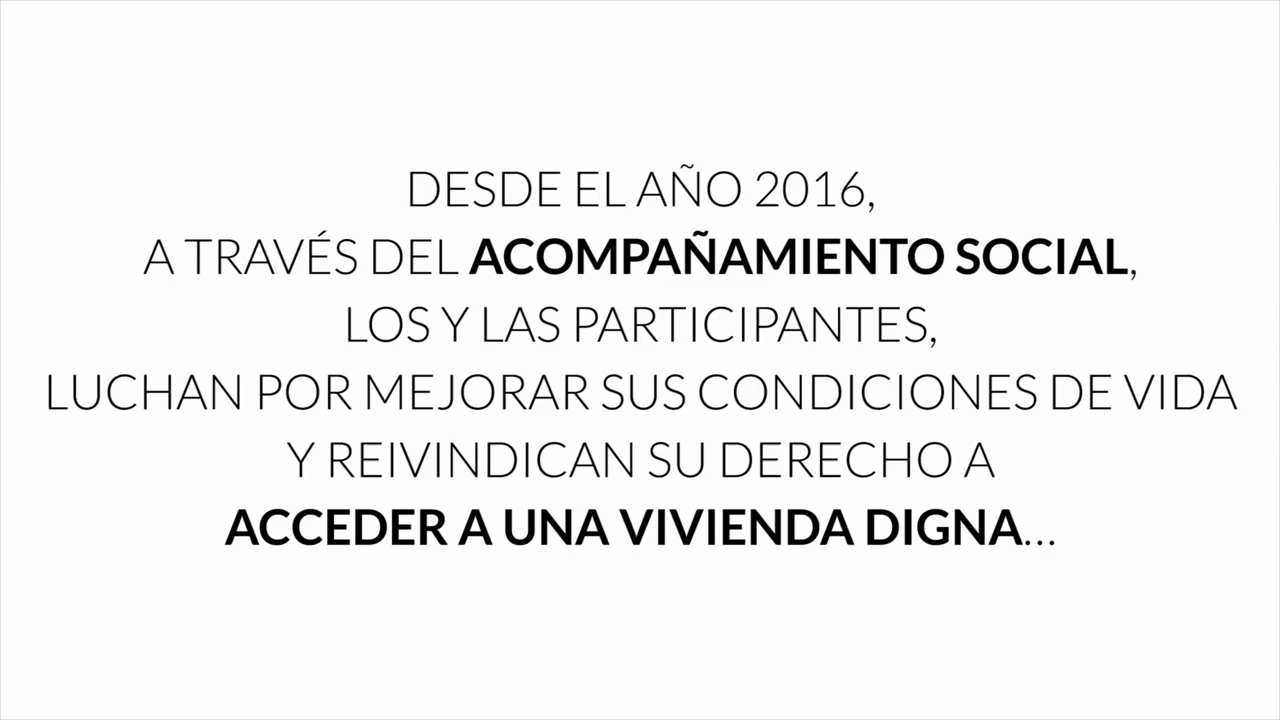 DESDE EL AÑO 2016,
A TRAVÉS DEL ACOMPAÑAMIENTO SOCIAL,
LOS Y LAS PARTICIPANTES,
LUCHAN POR MEJORAR SUS CONDICIONES DE VIDA
Y REIVINDICAN SU DERECHO A
ACCEDER A UNA VIVIENDA DIGNA...